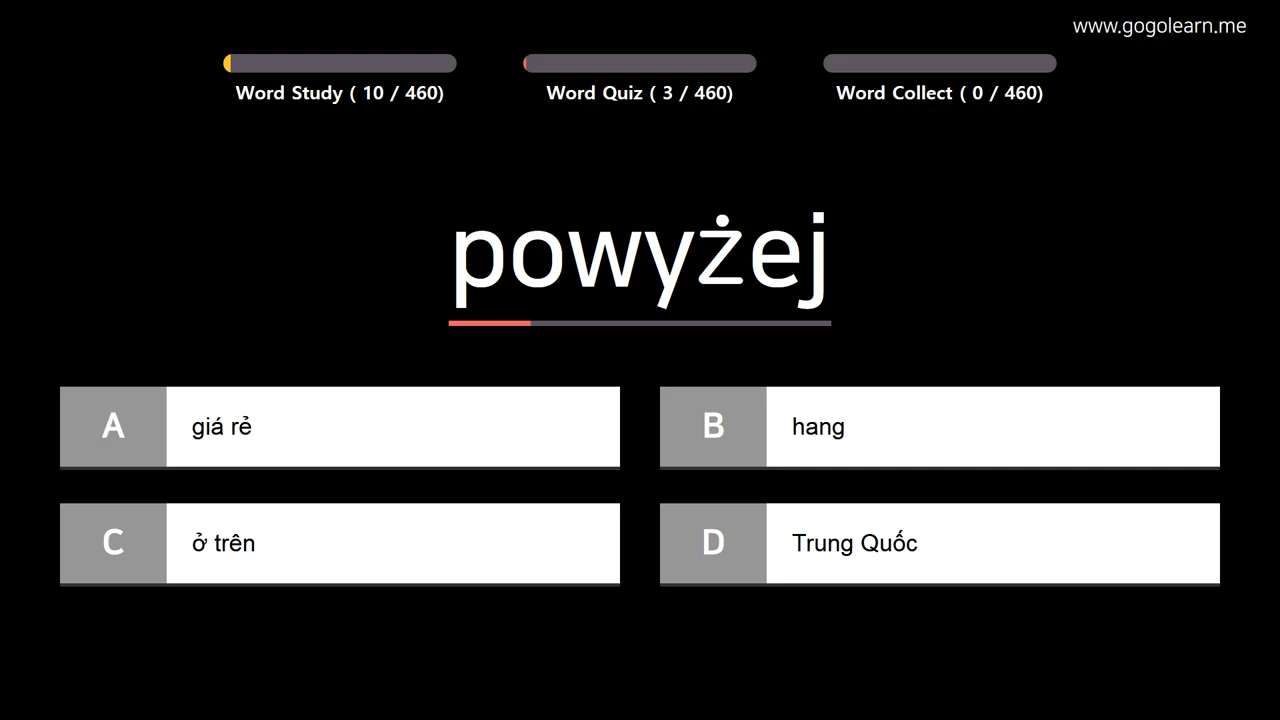 www.gogolearn.me
Word Study ( 10 / 460)
Word Quiz ( 3 / 460)
Word Collect ( 0 / 460)
powyżej
A giá rẻ
B hang
C ở trên
D Trung Quốc